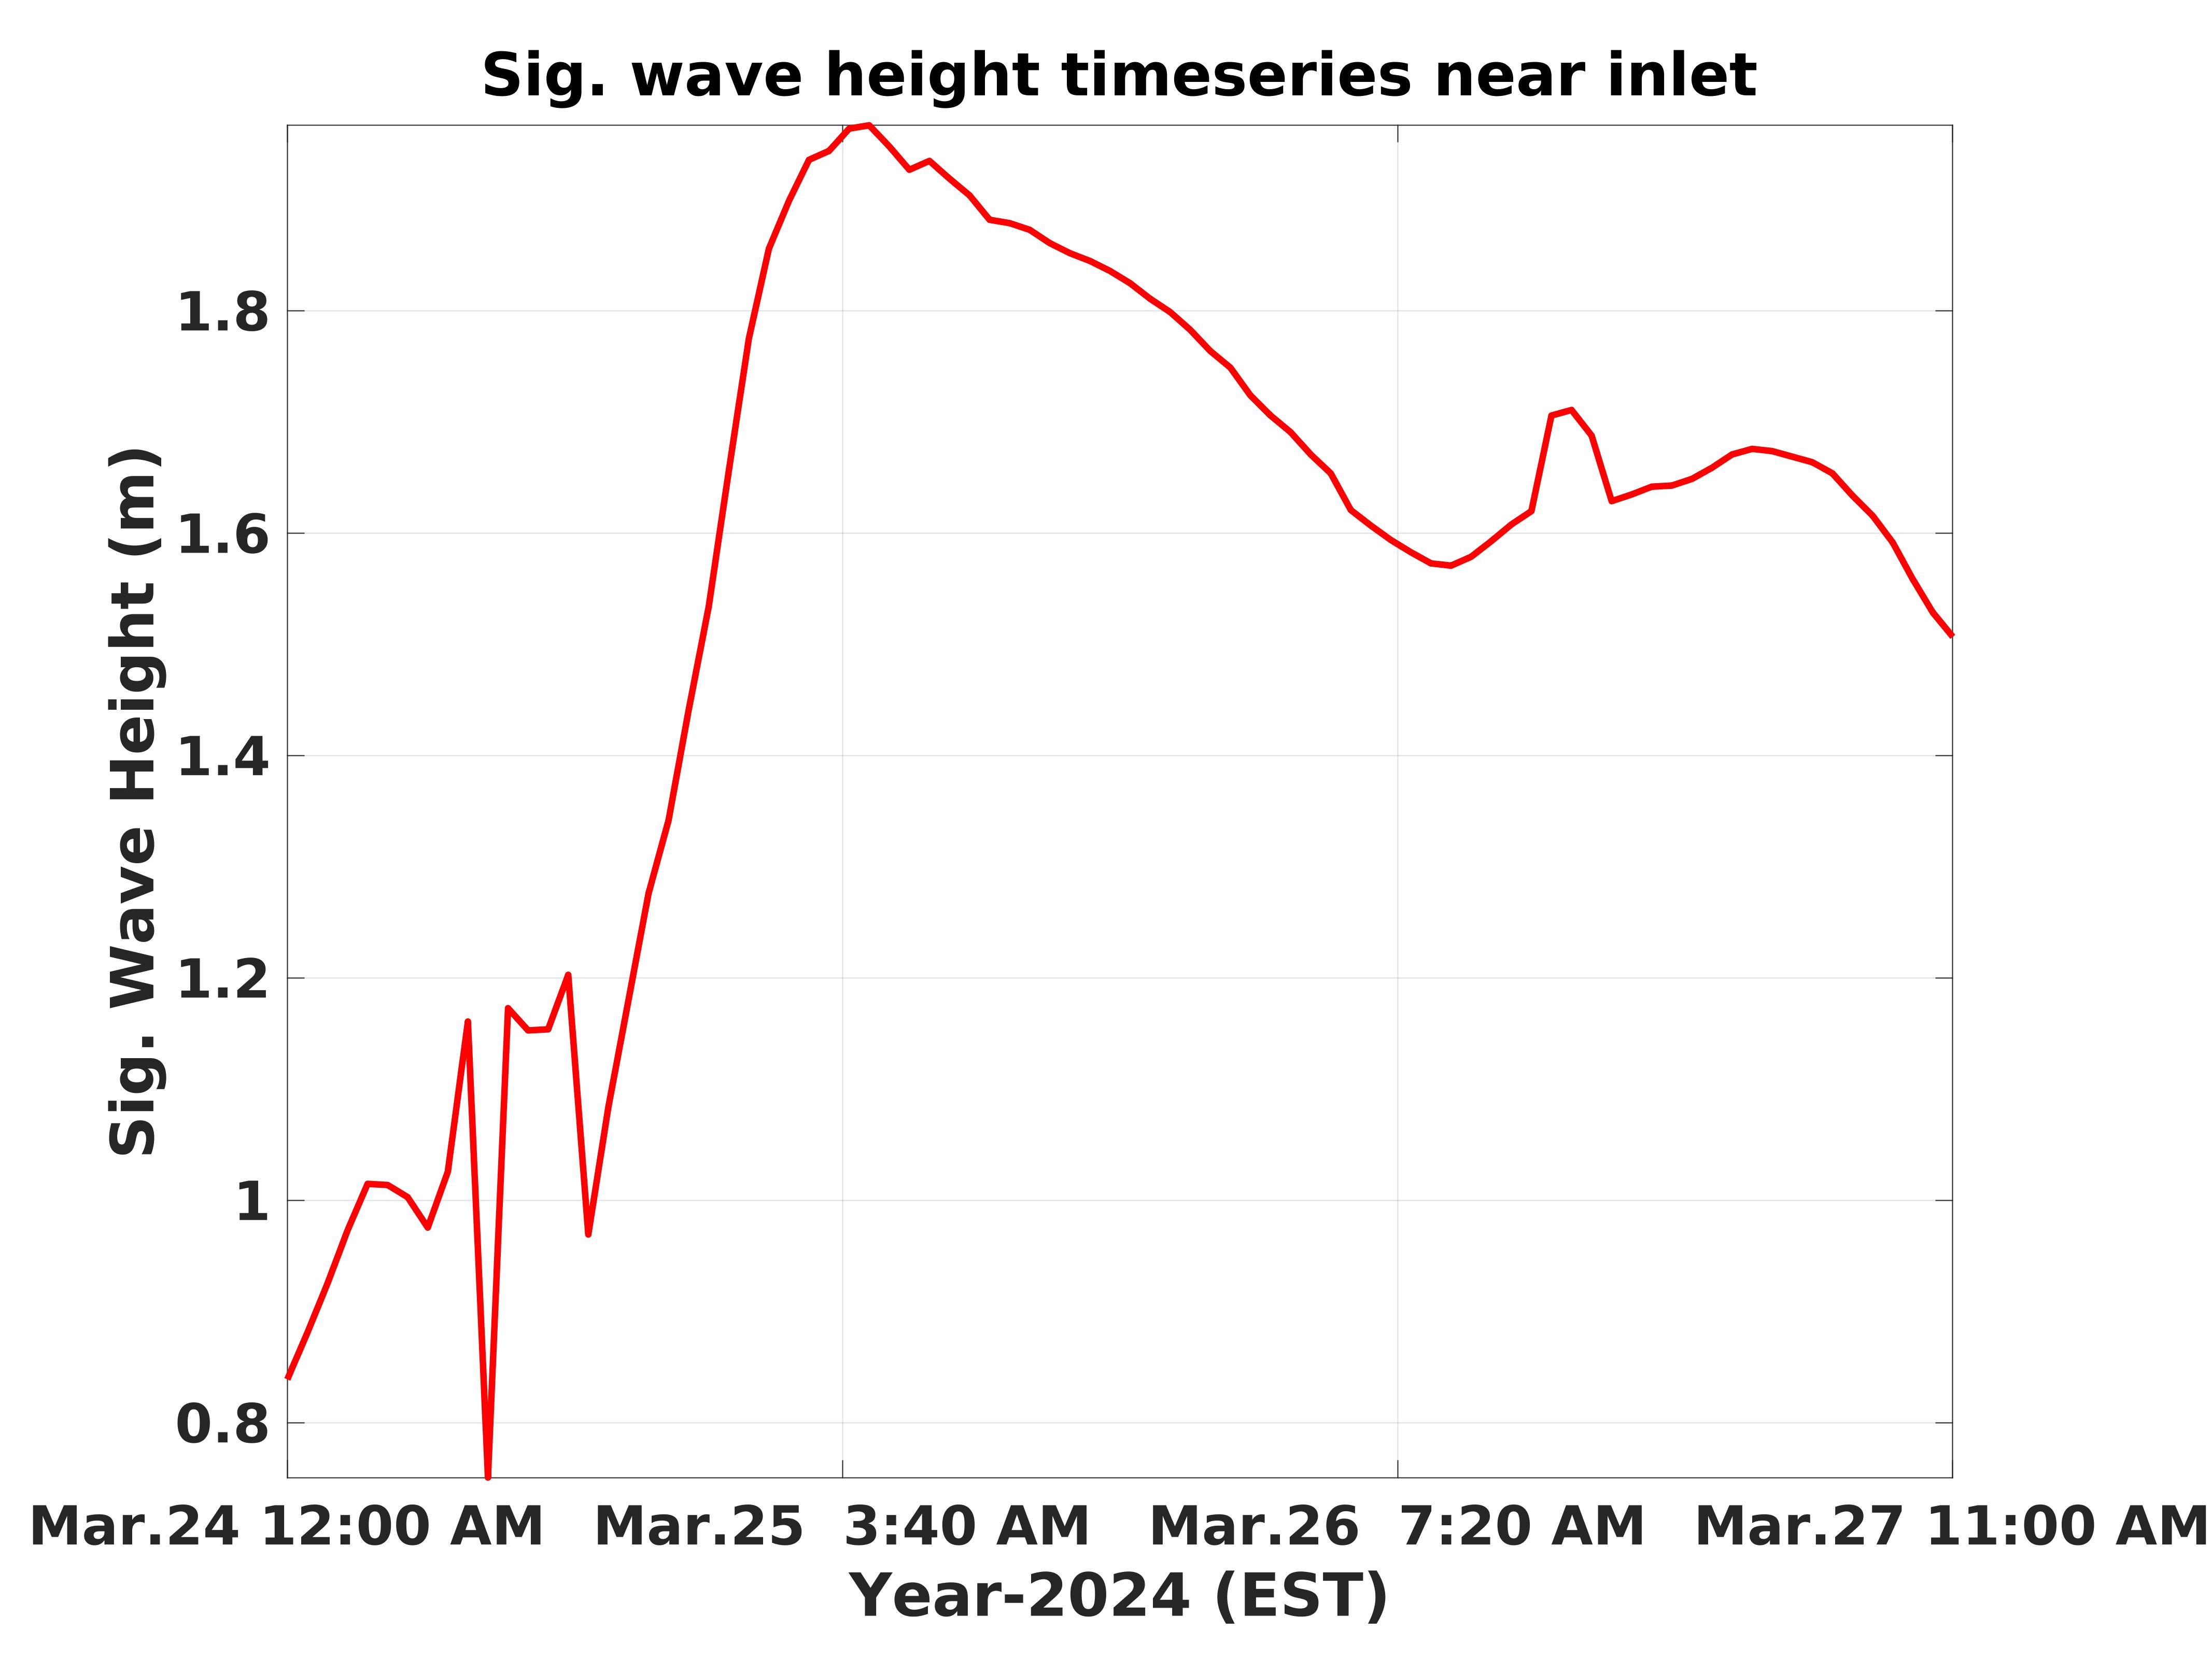 Sig. wave height timeseries near inlet
Sig. Wave Height (m)
1.8
1.6
1.4
1.2
1
0.8
Mar.24 12:00 AM Mar.25 3:40 AM Mar.26 7:20 AM Mar.27 11:00 AM
Year-2024 (EST)